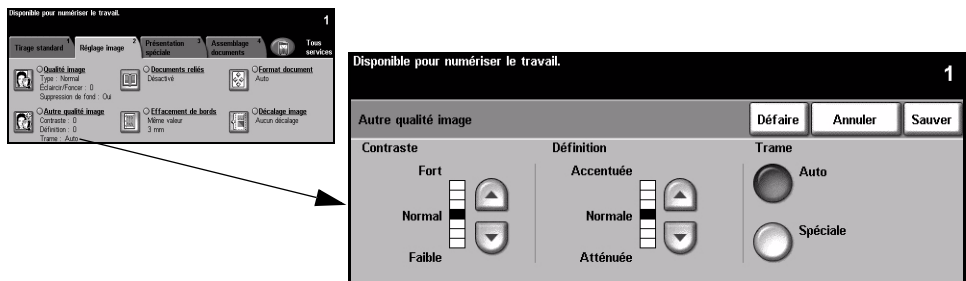 Disponible pour numériser le travail.
1
Tirage standard 1
Réglage image 2
Présentation spéciale 3
Assemblage documents 4
Tous services
Qualité image
Type : Normal
Éclaircir/Foncer : 0
Suppression de fond : Oui
Documents reliés
Désactivé
Format document
Auto
Autre qualité image
Contraste : 0
Définition : 0
Trame : Auto
Effacement de bords
Même valeur
3 mm
Décalage image
Aucun décalage
Disponible pour numériser le travail.
1
Autre qualité image
Défaire
Annuler
Sauver
Contraste
Définition
Trame
Fort
Normal
Faible
Accentuée
Normale
Atténuée
Auto
Spéciale